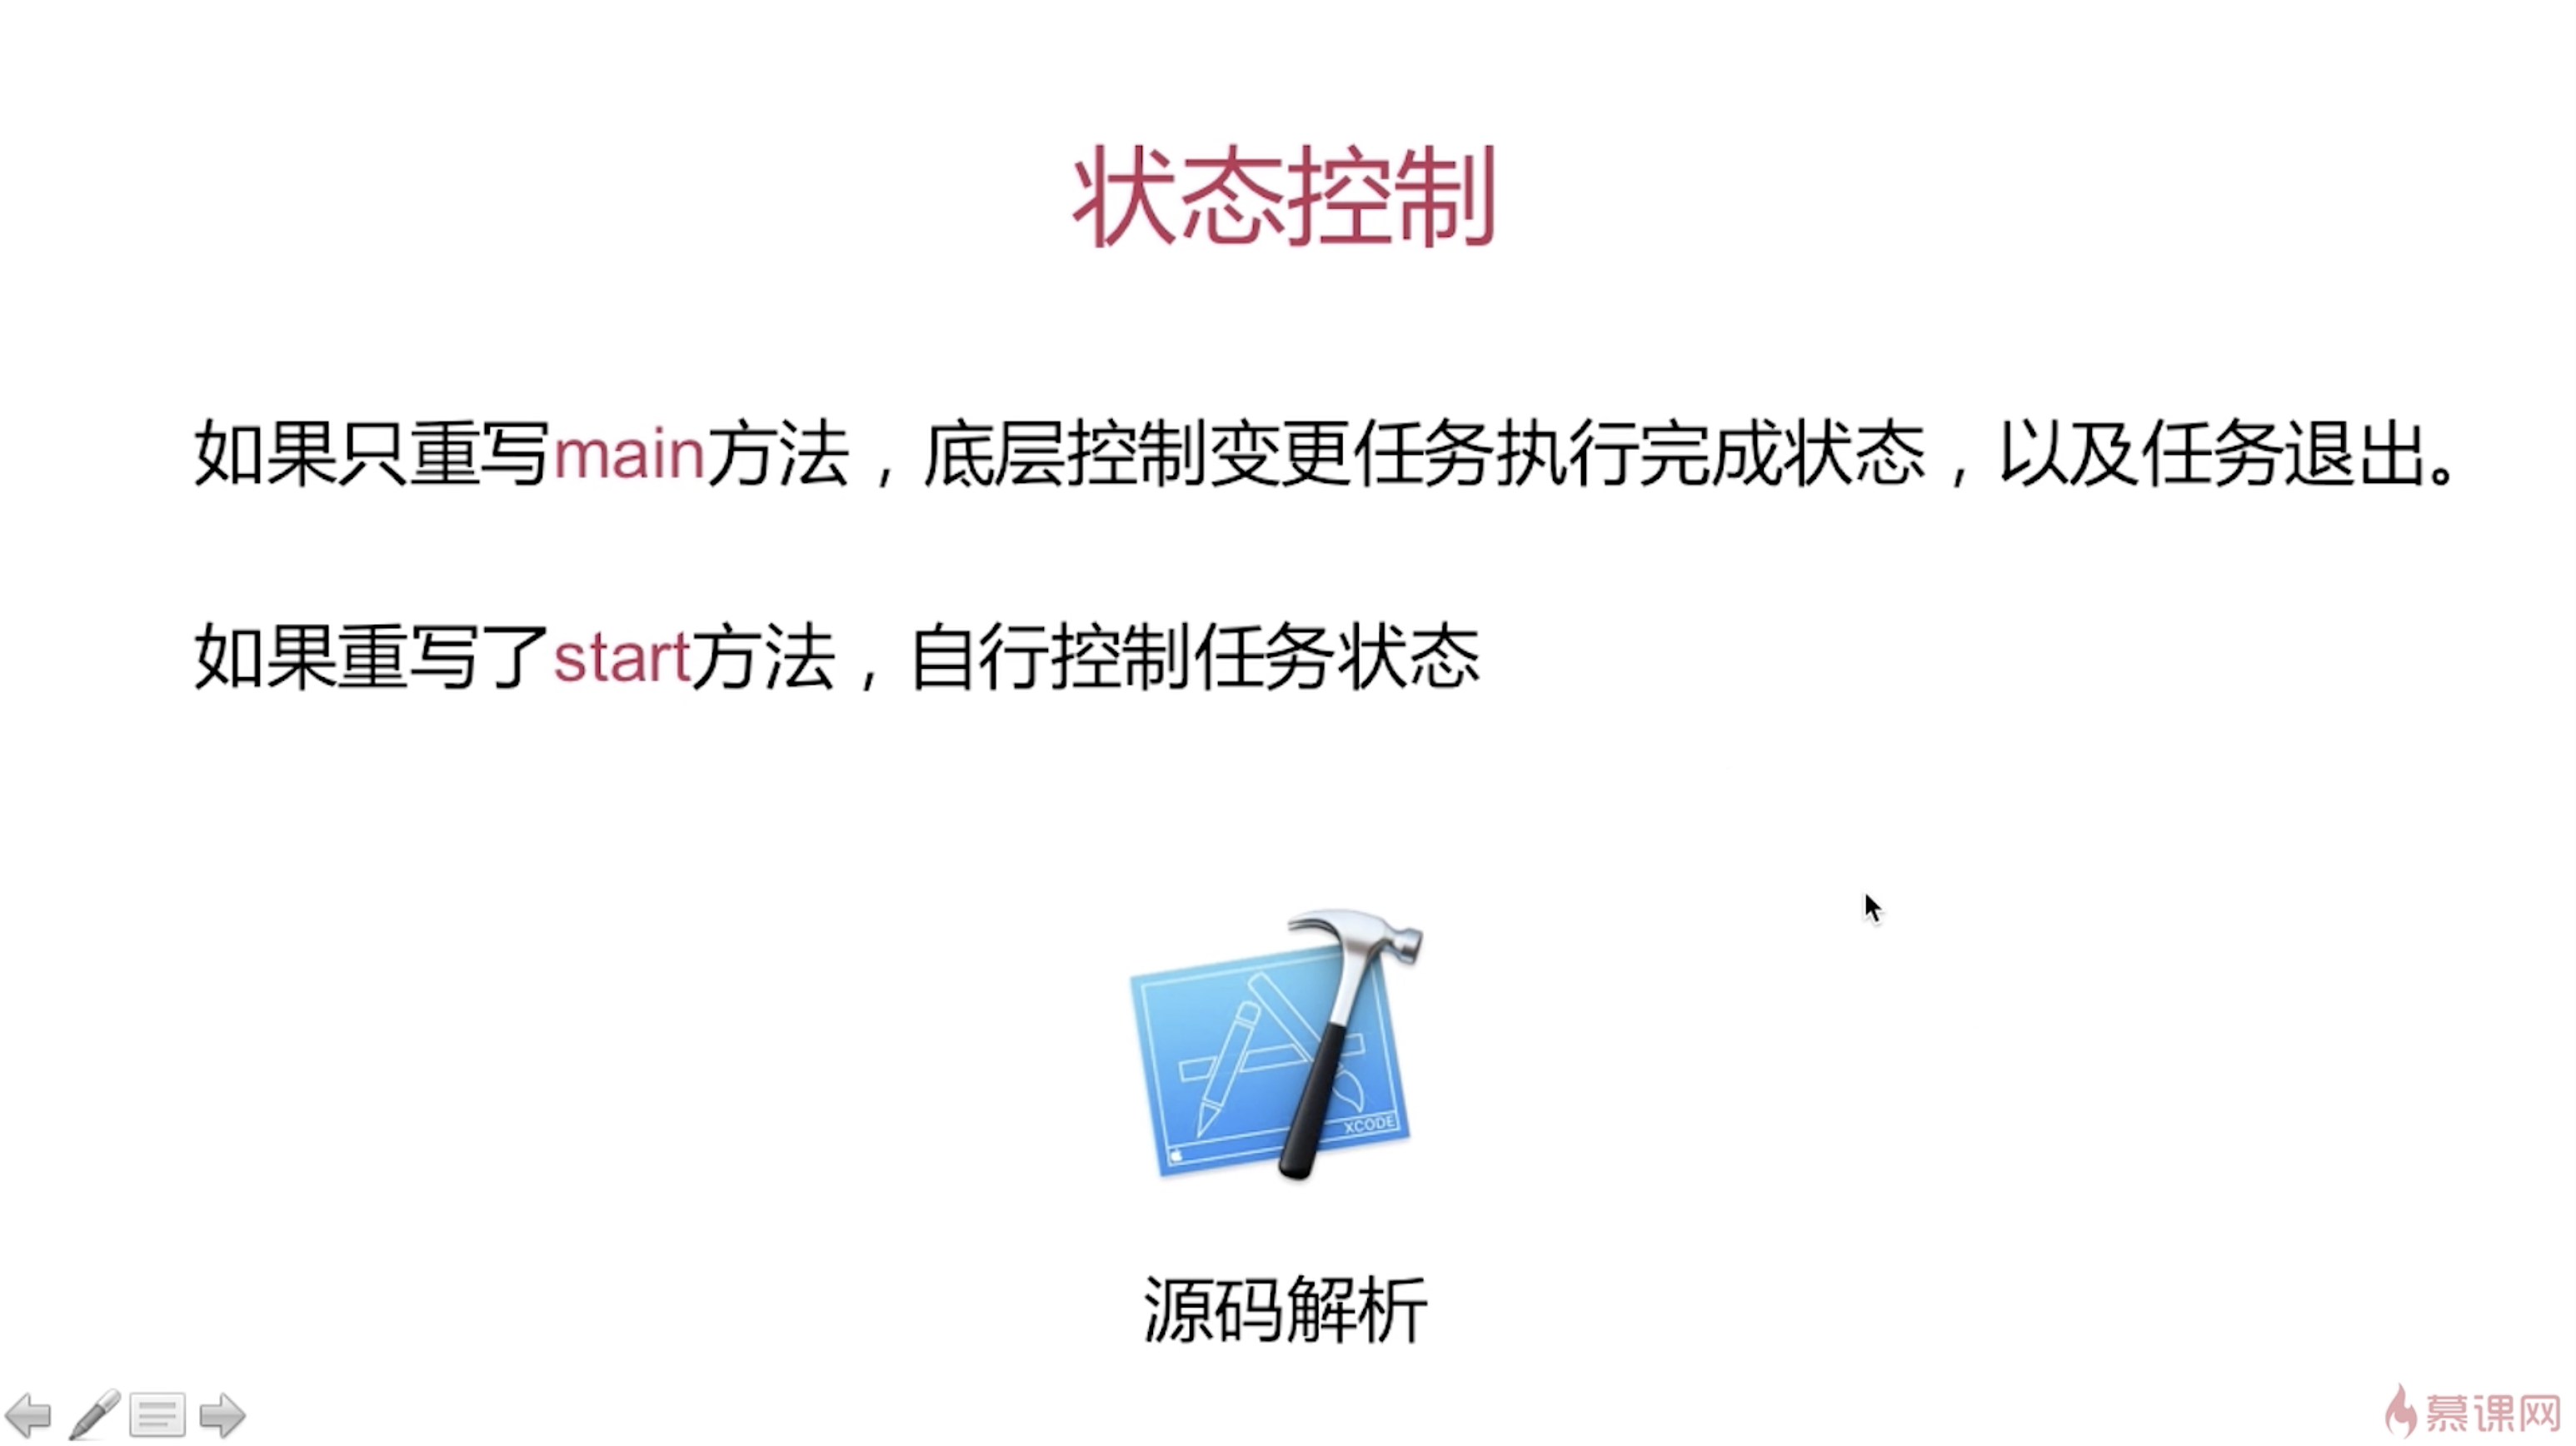 状态控制
如果只重写main方法，底层控制变更任务执行完成状态，以及任务退出。
如果重写了start方法，自行控制任务状态
XCODE
源码解析
慕课网